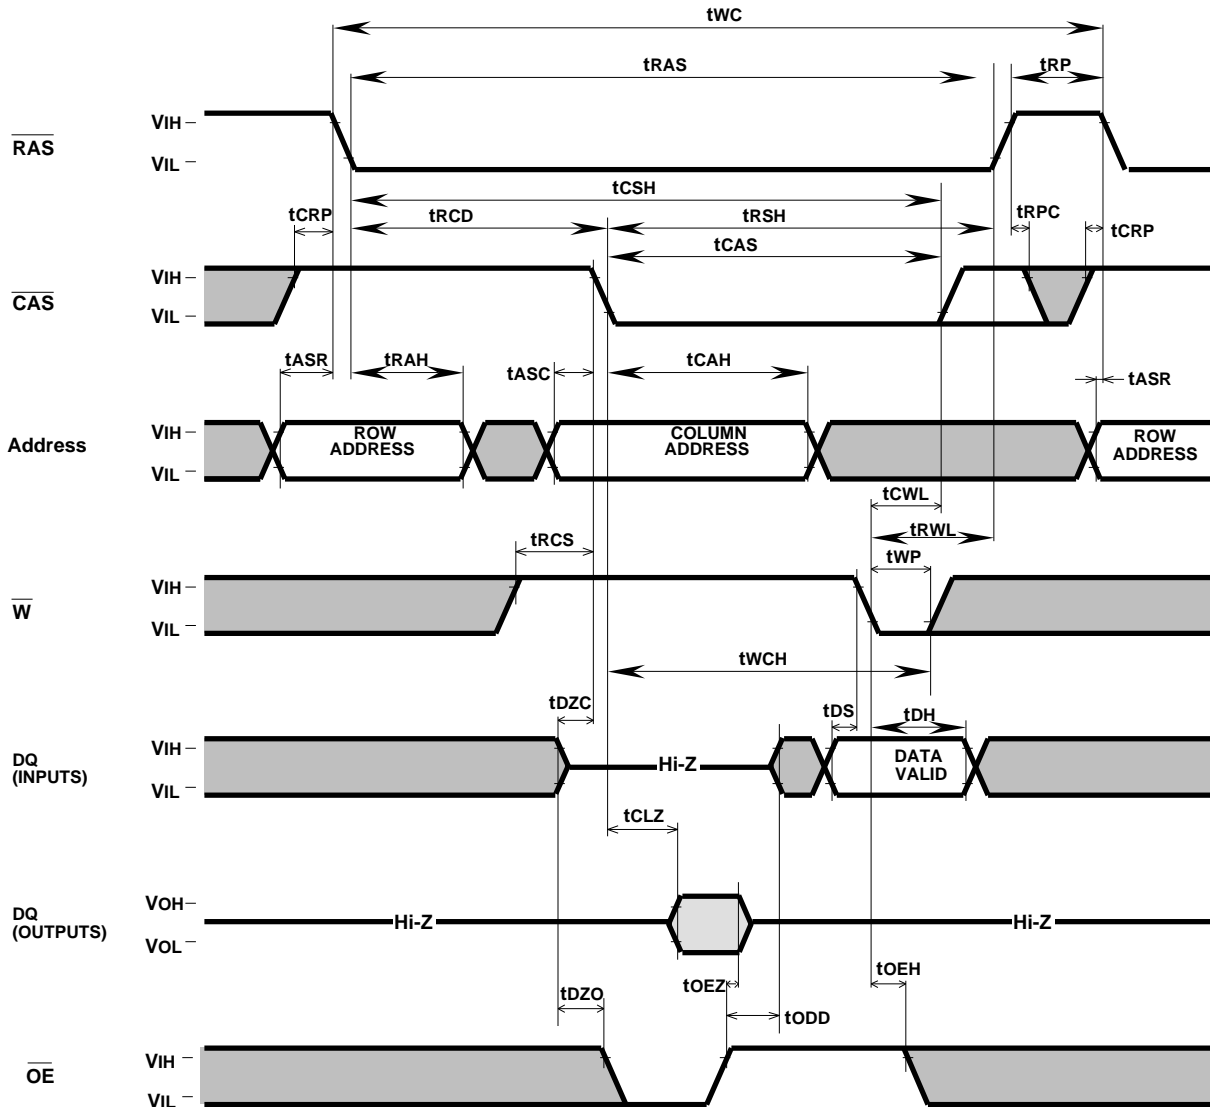 tWC
tRAS
tRP
VIH
RAS
VIL
tCSH
tCRP
tRCD
tRSH
tRPC
tCRP
tCAS
VIH
CAS
VIL
tASR
tRAH
tASC
tCAH
tASR
VIH
Address
VIL
ROW
ADDRESS
COLUMN
ADDRESS
ROW
ADDRESS
tCWL
tRWL
tRCS
tWP
VIH
W
VIL
tWCH
tDZC
tDS
tDH
VIH
DQ
(INPUTS)
VIL
Hi-Z
DATA
VALID
tCLZ
VOH
DQ
(OUTPUTS)
VOL
Hi-Z
Hi-Z
tOEZ
tOEH
tDZO
tODD
VIH
OE
VIL